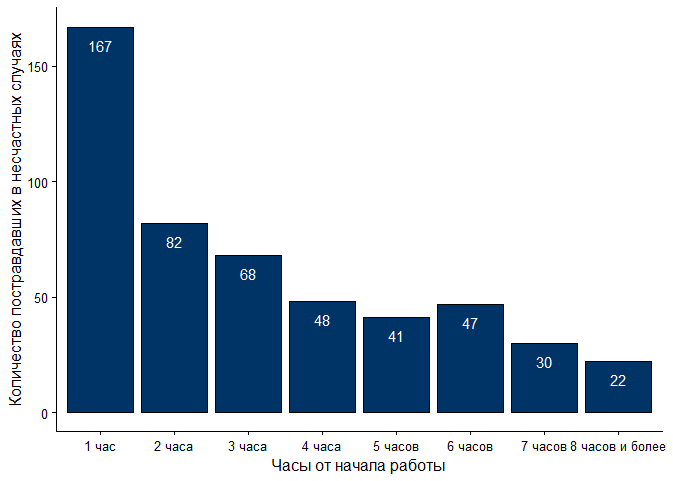 Количество постравдавших в несчастных случаях
150
100
50
0
167
82
68
48
41
47
30
22
1 час
2 часа
3 часа
4 часа
5 часов
6 часов
7 часов
8 часов и более
Часы от начала работы